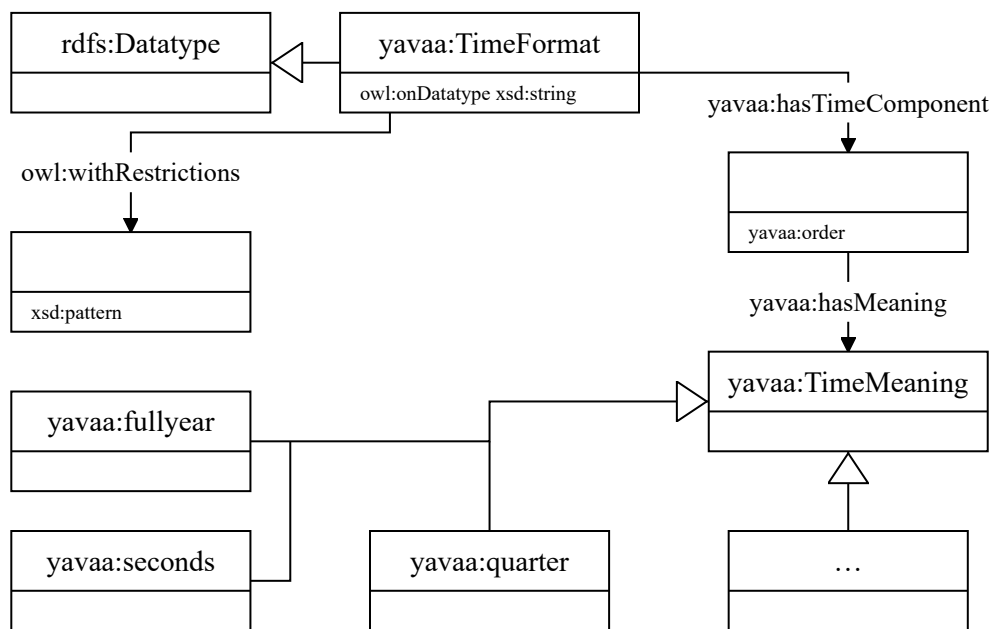 rdfs:Datatype
yavaa:TimeFormat
owl:onDatatype xsd:string
yavaa:hasTimeComponent
owl:withRestrictions
yavaa:order
xsd:pattern
yavaa:hasMeaning
yavaa:TimeMeaning
yavaa:fullyear
yavaa:seconds
yavaa:quarter
…